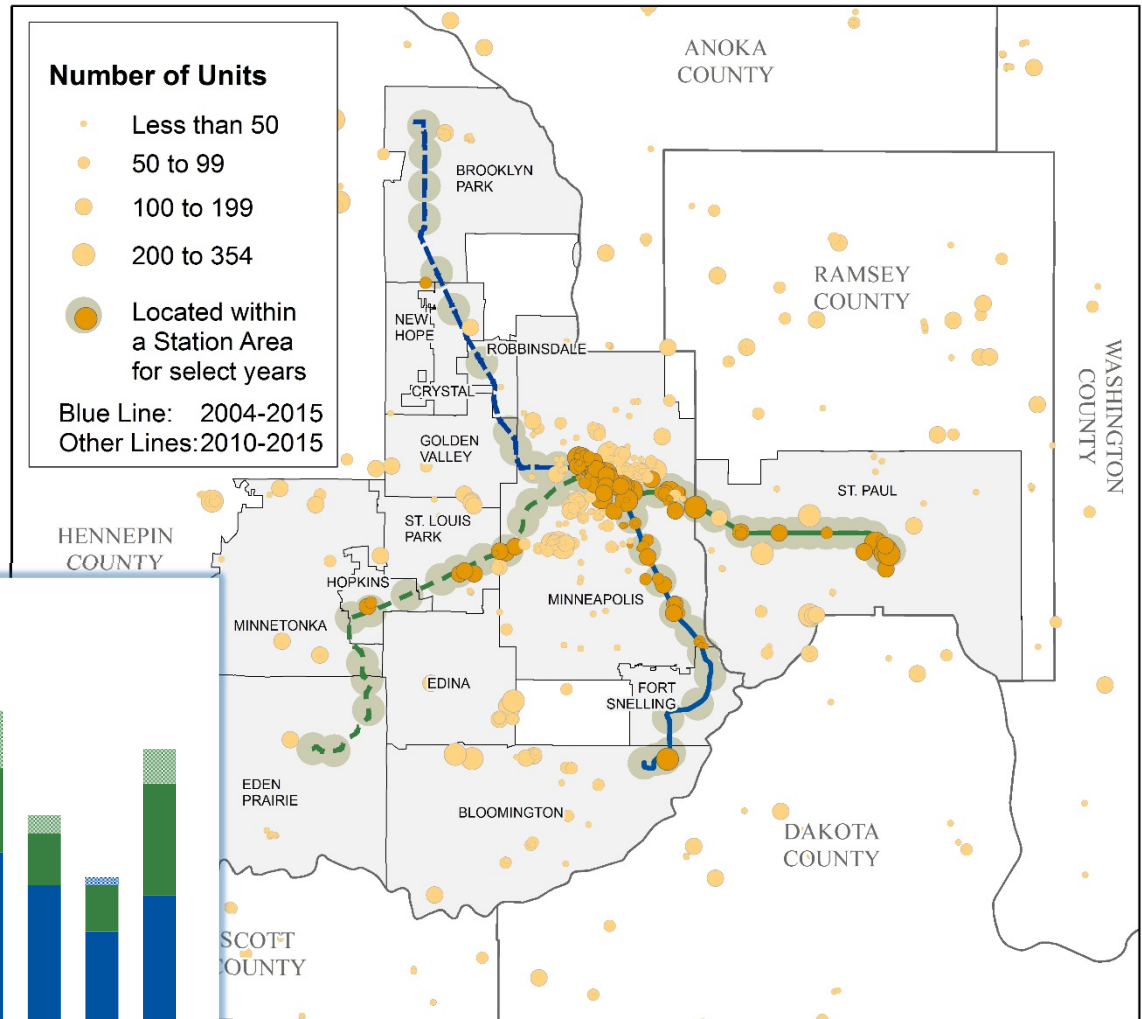 Number of Units
Less than 50
50 to 99
100 to 199
200 to 354
Located within
a Station Area
for select years
Blue Line: 2004-2015
Other Lines: 2010-2015
ANOKA
COUNTY
BROOKLYN
PARK
RAMSEY
COUNTY
WASHINGTON
COUNTY
NEW
HOPE
ROBBINSDALE
CRYSTAL
GOLDEN
VALLEY
ST. PAUL
ST. LOUIS
PARK
HENNEPIN
COUNTY
HOPKINS
MINNEAPOLIS
MINNETONKA
EDINA
FORT
SNELLING
EDEN
PRAIRIE
BLOOMINGTON
DAKOTA
COUNTY
SCOTT
COUNTY